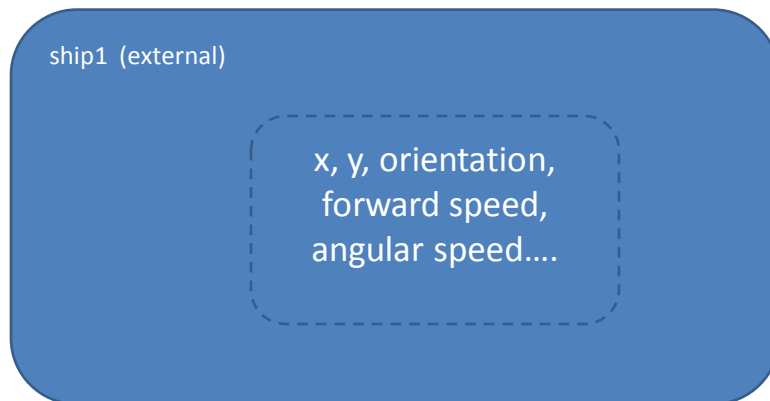 ship1 (external)
x, y, orientation,
forward speed,
angular speed....